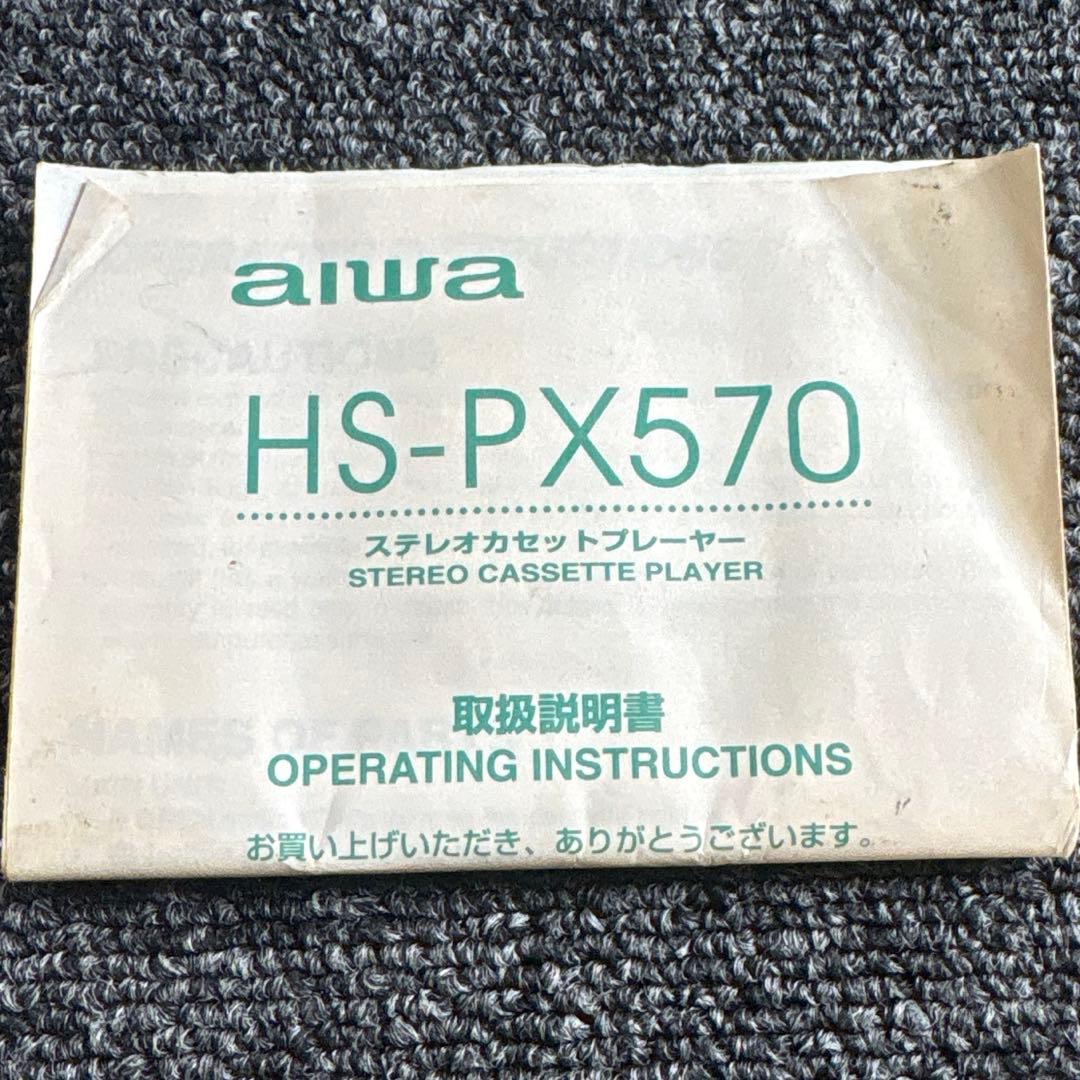 aiwa
HS-PX570
ステレオカセットプレーヤー
STEREO CASSETTE PLAYER
取扱説明書
OPERATING INSTRUCTIONS
お買い上げいただき、ありがとうございます。